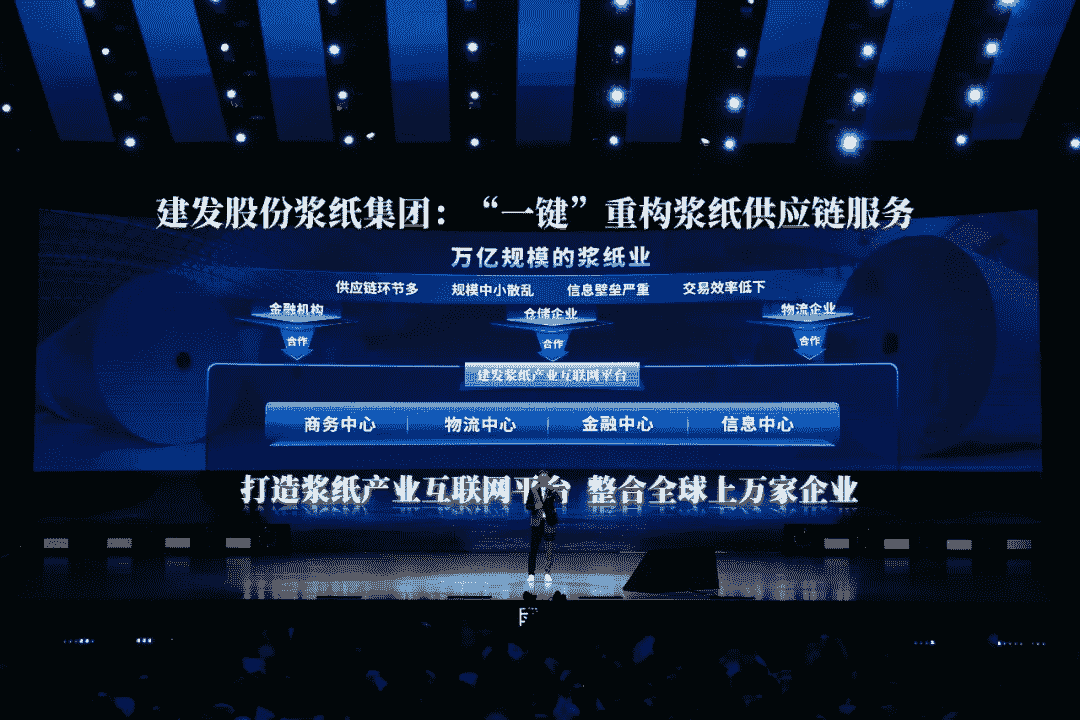 建发股份浆纸集团：“一键”重构浆纸供应链服务
万亿规模的浆纸业
供应链环节多 规模中小散乱 信息壁垒严重 交易效率低下
金融机构 仓储企业 物流企业
合作 合作 合作
建发浆纸产业互联网平台
商务中心 物流中心 金融中心 信息中心
打造浆纸产业互联网平台 整合全球上万家企业